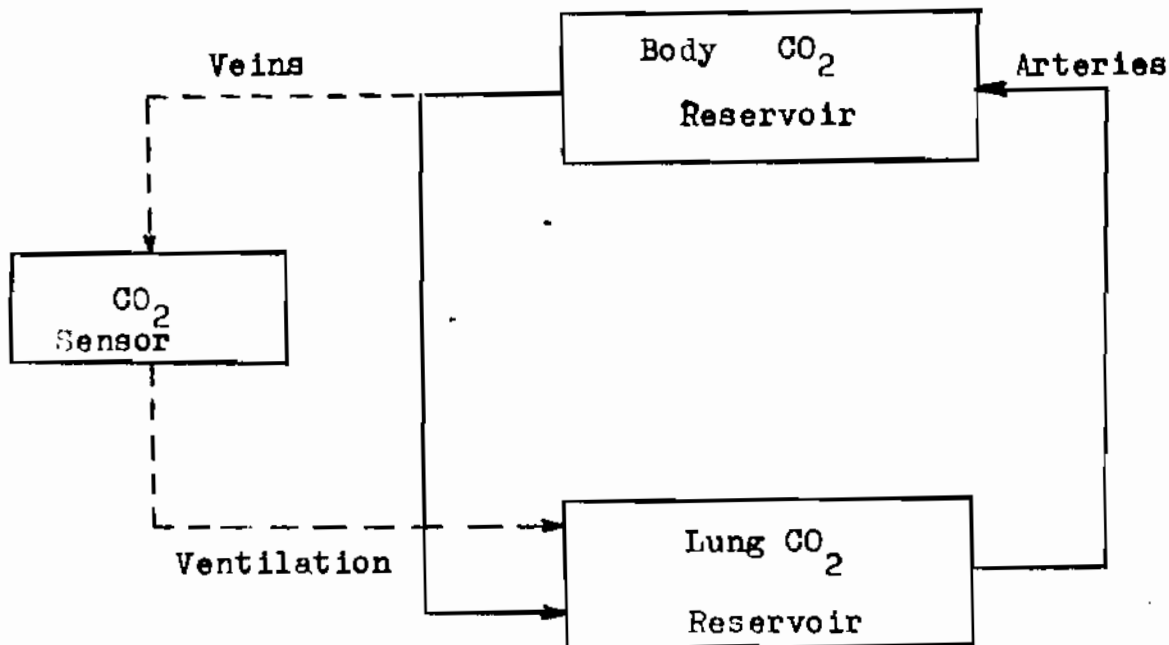 Body CO2
Reservoir
Veins
Arteries
CO2
Sensor
Ventilation
Lung CO2
Reservoir